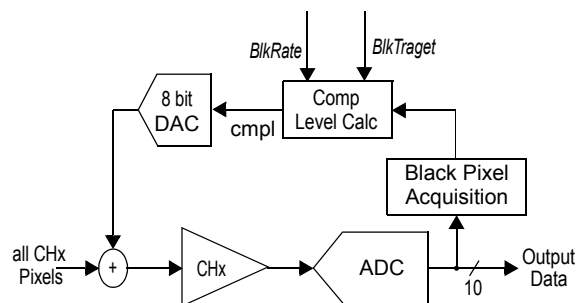 BlkRate
BlkTraget
8 bit
DAC
cmpl
Comp
Level Calc
Black Pixel
Acquisition
all CHx
Pixels
+
CHx
ADC
10
Output
Data